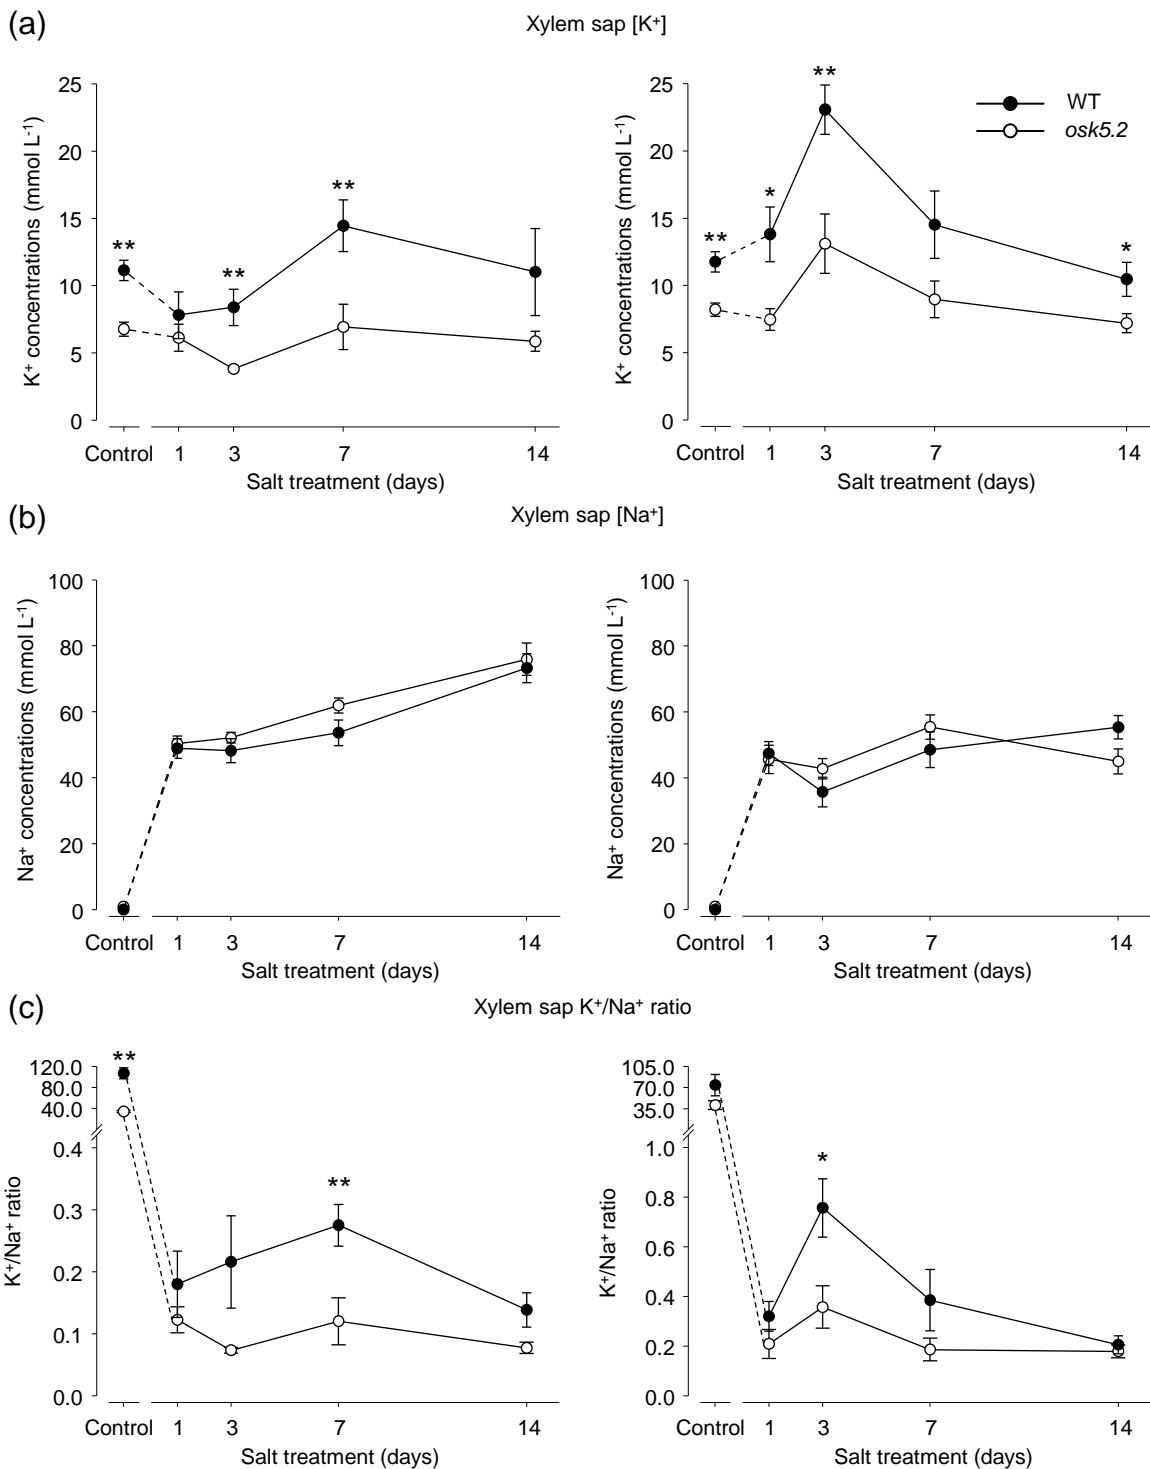 (a)
Xylem sap [K⁺]
K⁺ concentrations (mmol L⁻¹)
25
20
15
10
5
0
**
**
**
Control 1 3 7 14
Salt treatment (days)
K⁺ concentrations (mmol L⁻¹)
25
20
15
10
5
0
**
*
**
*
WT
osk5.2
Control 1 3 7 14
Salt treatment (days)
(b)
Xylem sap [Na⁺]
Na⁺ concentrations (mmol L⁻¹)
100
80
60
40
20
0
Control 1 3 7 14
Salt treatment (days)
Na⁺ concentrations (mmol L⁻¹)
100
80
60
40
20
0
Control 1 3 7 14
Salt treatment (days)
(c)
Xylem sap K⁺/Na⁺ ratio
K⁺/Na⁺ ratio
120.0
80.0
40.0
0.4
0.3
0.2
0.1
0.0
**
**
Control 1 3 7 14
Salt treatment (days)
K⁺/Na⁺ ratio
105.0
70.0
35.0
1.0
0.8
0.6
0.4
0.2
0.0
*
Control 1 3 7 14
Salt treatment (days)